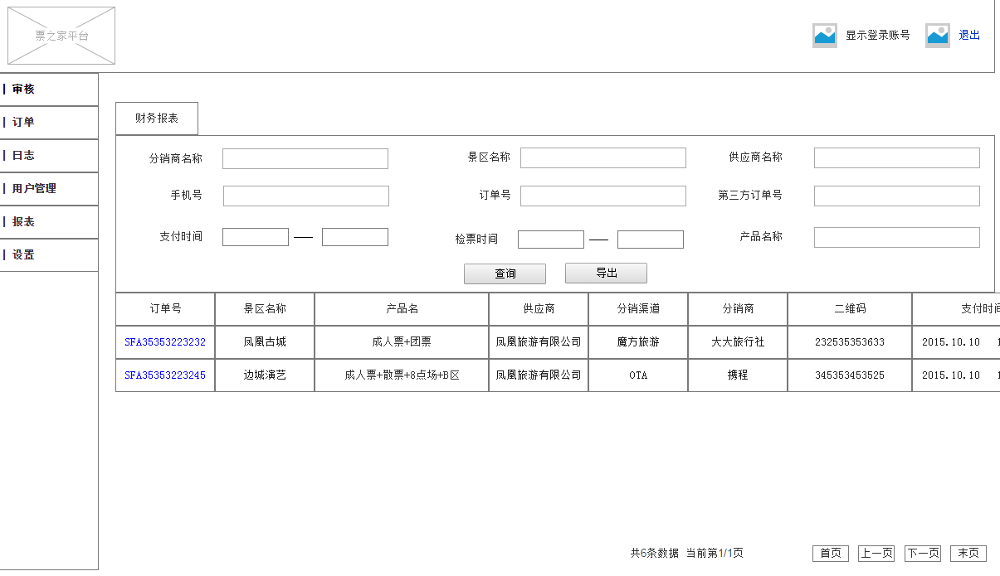 票之家平台
显示登录账号 退出
审核
订单
日志
用户管理
报表
设置
财务报表
分销商名称 景区名称 供应商名称
手机号 订单号 第三方订单号
支付时间 — 检票时间 — 产品名称
查询 导出
订单号 景区名称 产品名 供应商 分销渠道 分销商 二维码 支付时间
SFA35353223232 凤凰古城 成人票+团票 凤凰旅游有限公司 魔方旅游 大大旅行社 232535353633 2015.10.10
SFA35353223245 边城演艺 成人票+散票+8点场+B区 凤凰旅游有限公司 OTA 携程 345353453525 2015.10.10
共6条数据 当前第1/1页 首页 上一页 下一页 末页